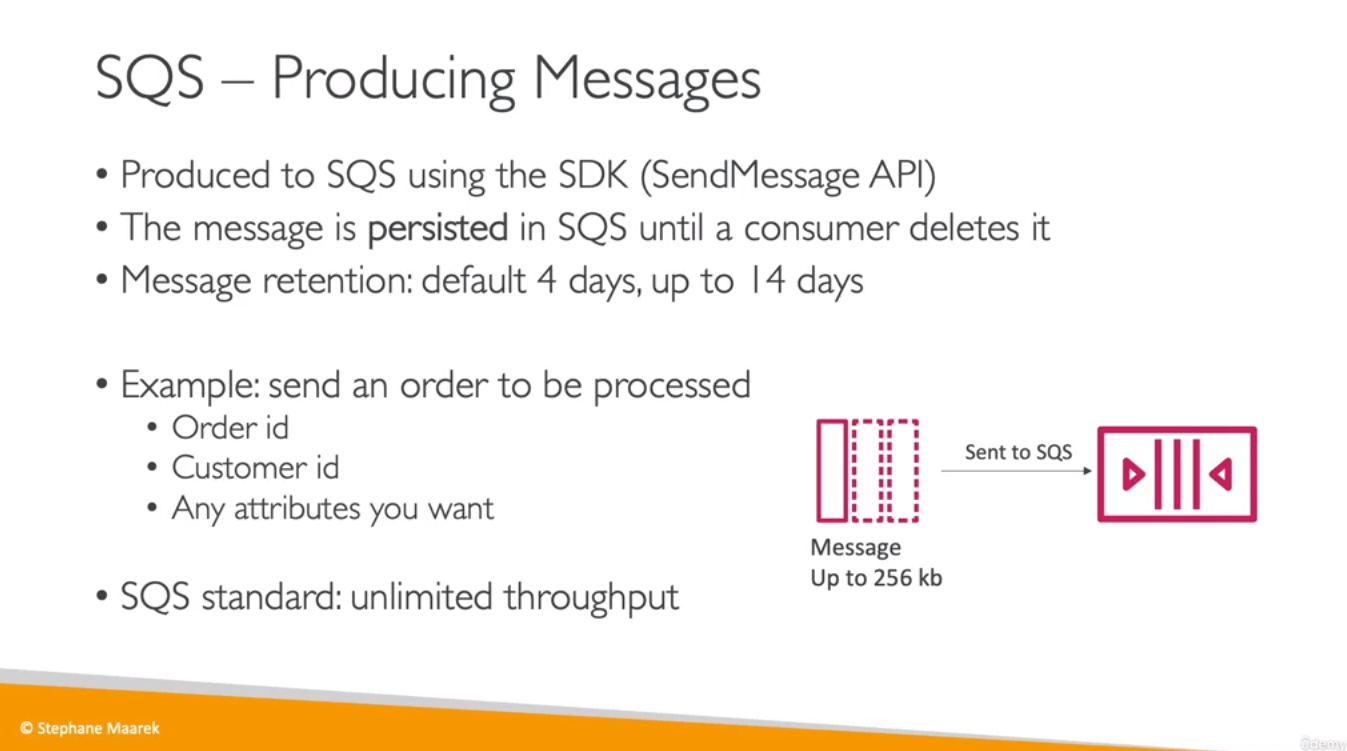 SQS – Producing Messages
• Produced to SQS using the SDK (SendMessage API)
• The message is persisted in SQS until a consumer deletes it
• Message retention: default 4 days, up to 14 days
• Example: send an order to be processed
• Order id
• Customer id
• Any attributes you want
• SQS standard: unlimited throughput
Sent to SQS
Message
Up to 256 kb
© Stephane Maarek
ûdemy